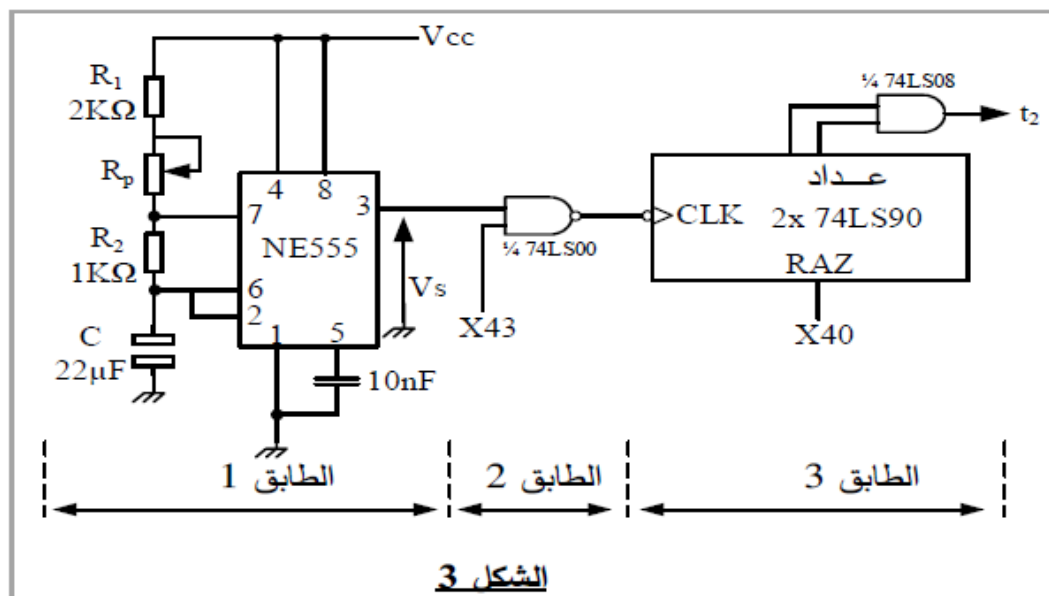 Vcc
R1
2KΩ
Rp
R2
1KΩ
C
22µF
4
8
3
7
NE555
6
2
1
5
Vs
10nF
X43
¼ 74LS00
¼ 74LS08
t2
عـــداد
CLK
2x 74LS90
RAZ
X40
الطابق 1
الطابق 2
الطابق 3
الشكل 3